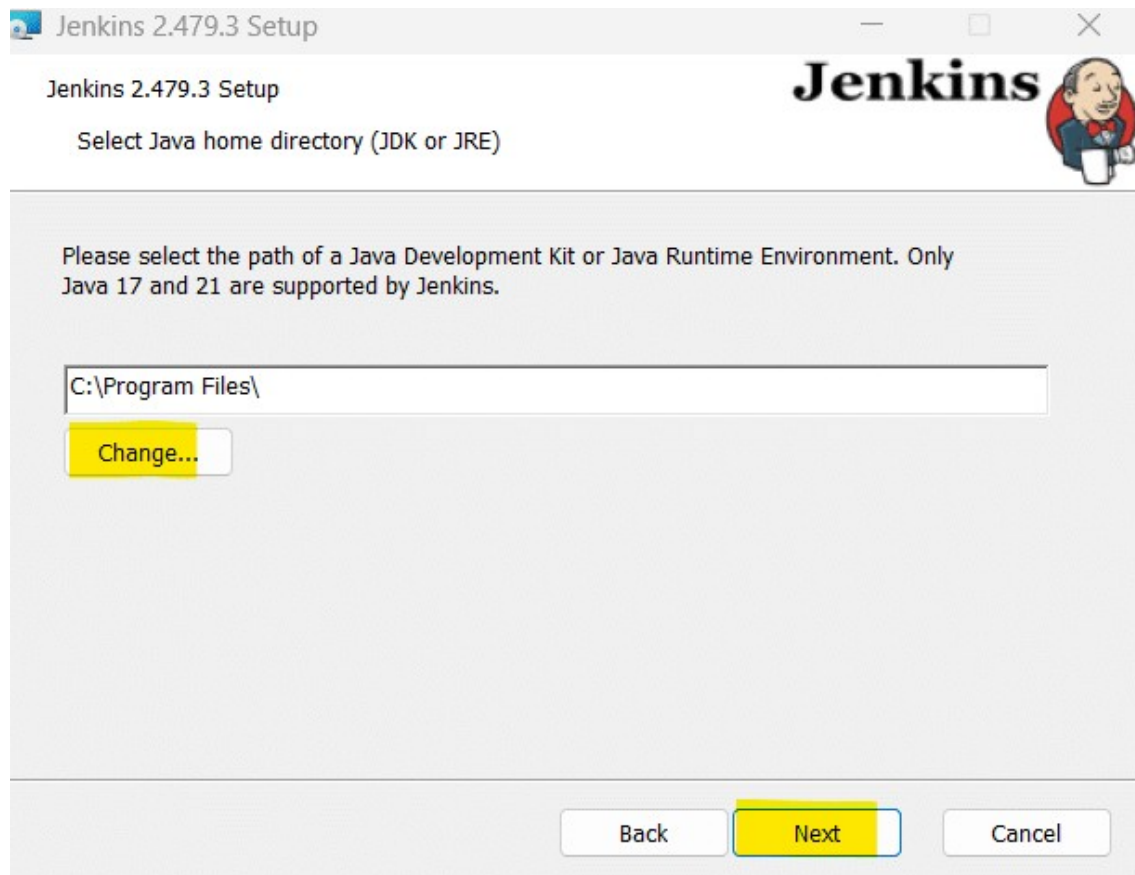 Jenkins 2.479.3 Setup
Jenkins 2.479.3 Setup
Jenkins
Select Java home directory (JDK or JRE)
Please select the path of a Java Development Kit or Java Runtime Environment. Only
Java 17 and 21 are supported by Jenkins.
C:\Program Files\
Change...
Back
Next
Cancel